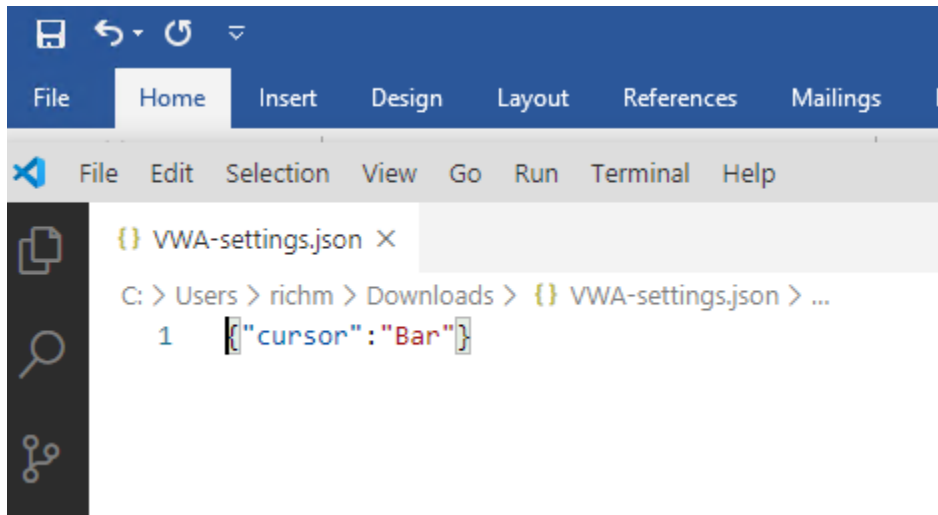 File Home Insert Design Layout References Mailings
File Edit Selection View Go Run Terminal Help
{} VWA-settings.json ×
C: > Users > richm > Downloads > {} VWA-settings.json > ...
1 {"cursor":"Bar"}